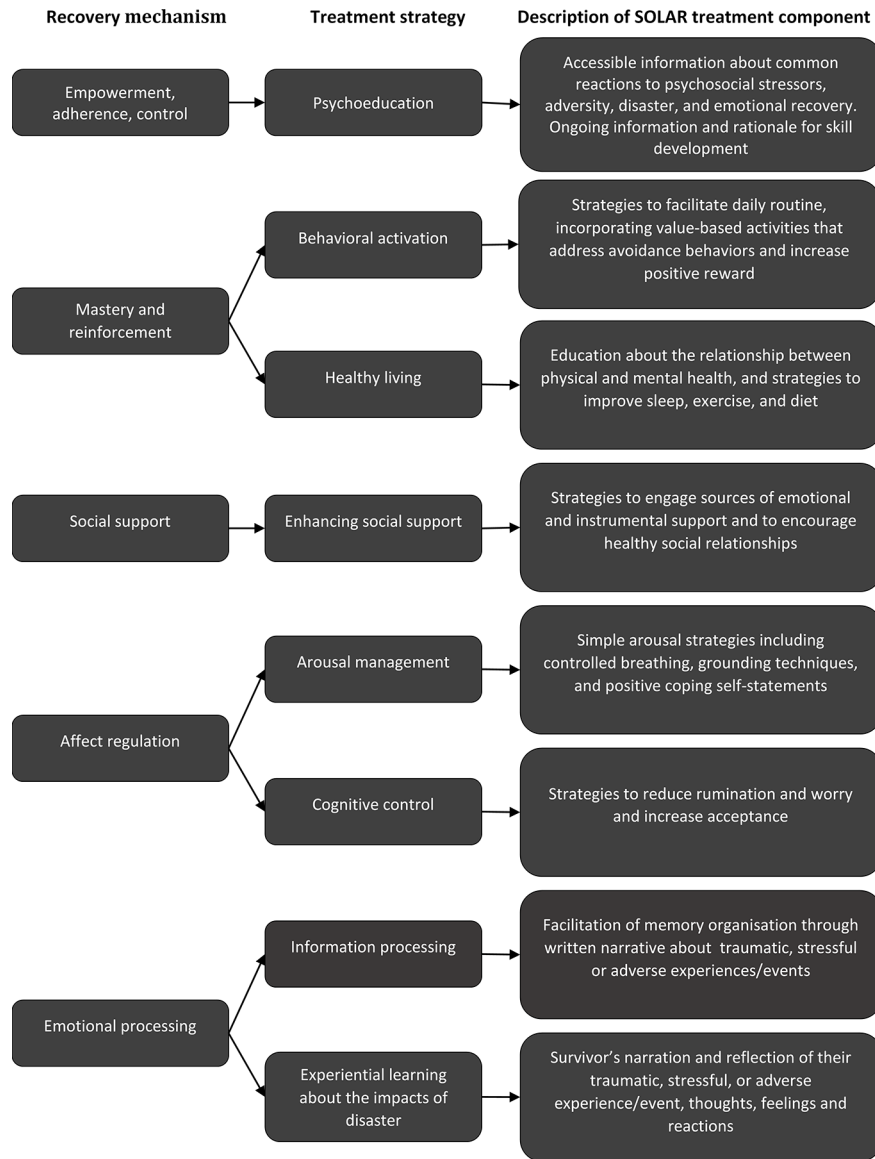 Recovery mechanism
Treatment strategy
Description of SOLAR treatment component
Empowerment,
adherence, control
Psychoeducation
Accessible information about common
reactions to psychosocial stressors,
adversity, disaster, and emotional recovery.
Ongoing information and rationale for skill
development
Mastery and
reinforcement
Behavioral activation
Strategies to facilitate daily routine,
incorporating value-based activities that
address avoidance behaviors and increase
positive reward
Healthy living
Education about the relationship between
physical and mental health, and strategies to
improve sleep, exercise, and diet
Social support
Enhancing social support
Strategies to engage sources of emotional
and instrumental support and to encourage
healthy social relationships
Affect regulation
Arousal management
Simple arousal strategies including
controlled breathing, grounding techniques,
and positive coping self-statements
Cognitive control
Strategies to reduce rumination and worry
and increase acceptance
Emotional processing
Information processing
Facilitation of memory organisation through
written narrative about traumatic, stressful
or adverse experiences/events
Experiential learning
about the impacts of
disaster
Survivor’s narration and reflection of their
traumatic, stressful, or adverse
experience/event, thoughts, feelings and
reactions